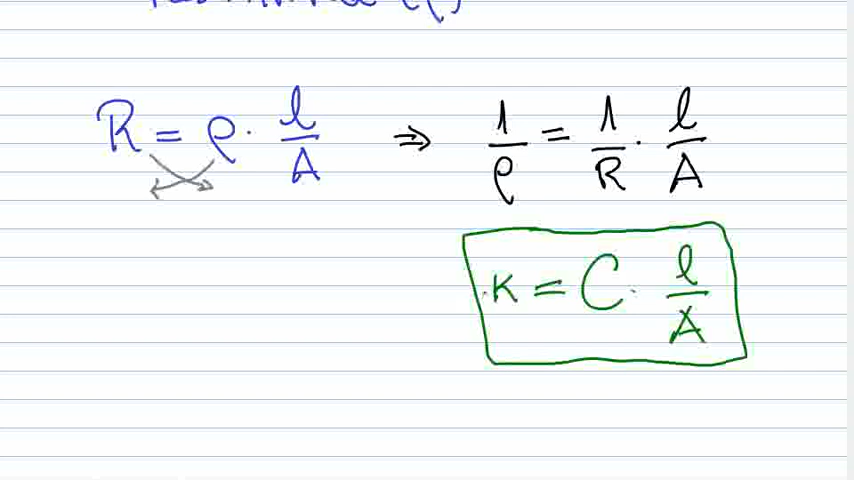 R = ρ · l/A ⇒ 1/ρ = 1/R · l/A
κ = C · l/A